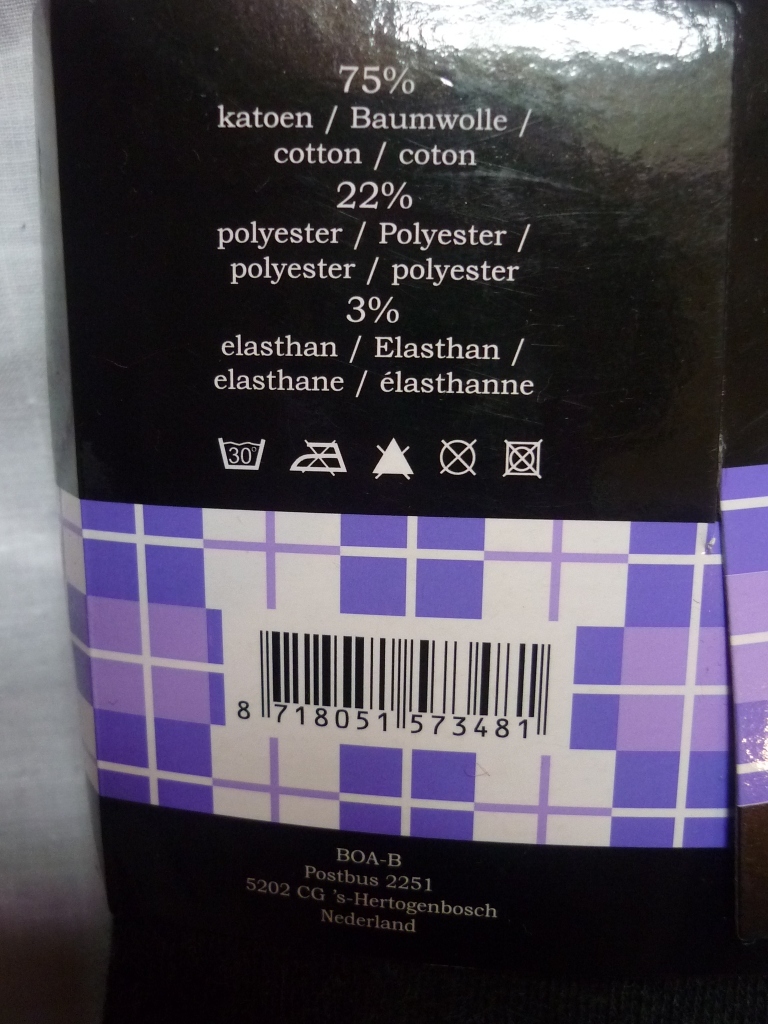 75%
katoen / Baumwolle /
cotton / coton
22%
polyester / Polyester /
polyester / polyester
3%
elasthan / Elasthan /
elasthane / élasthanne
30°
8 718051 573481
BOA-B
Postbus 2251
5202 CG 's-Hertogenbosch
Nederland